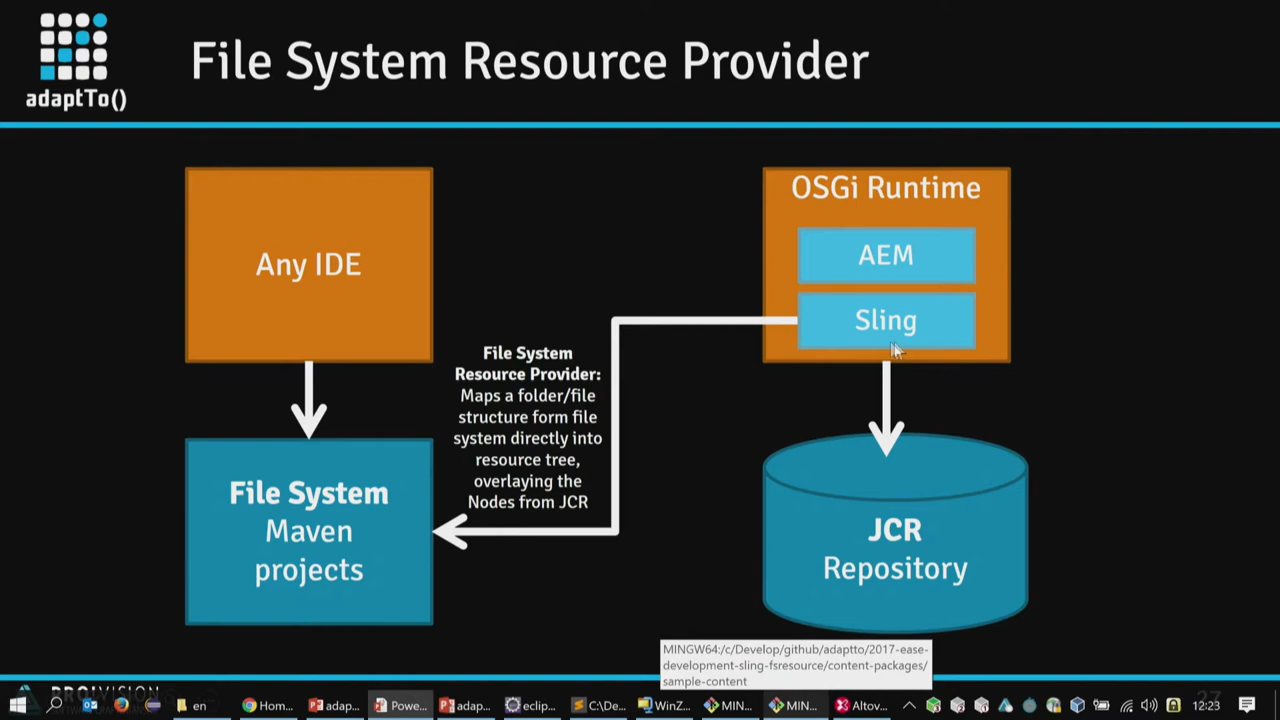 adaptTo()
File System Resource Provider
Any IDE
OSGi Runtime
AEM
Sling
File System
Resource Provider:
Maps a folder/file
structure form file
system directly into
resource tree,
overlaying the
Nodes from JCR
File System
Maven
projects
JCR
Repository
MINGW64:/c/Develop/github/adaptto/2017-ease-
development-sling-fsresource/content-packages/
sample-content
27
en
Hom...
adap...
Powe...
adap...
eclip...
C:\De...
WinZ...
MIN...
MIN...
Altov...
12:23